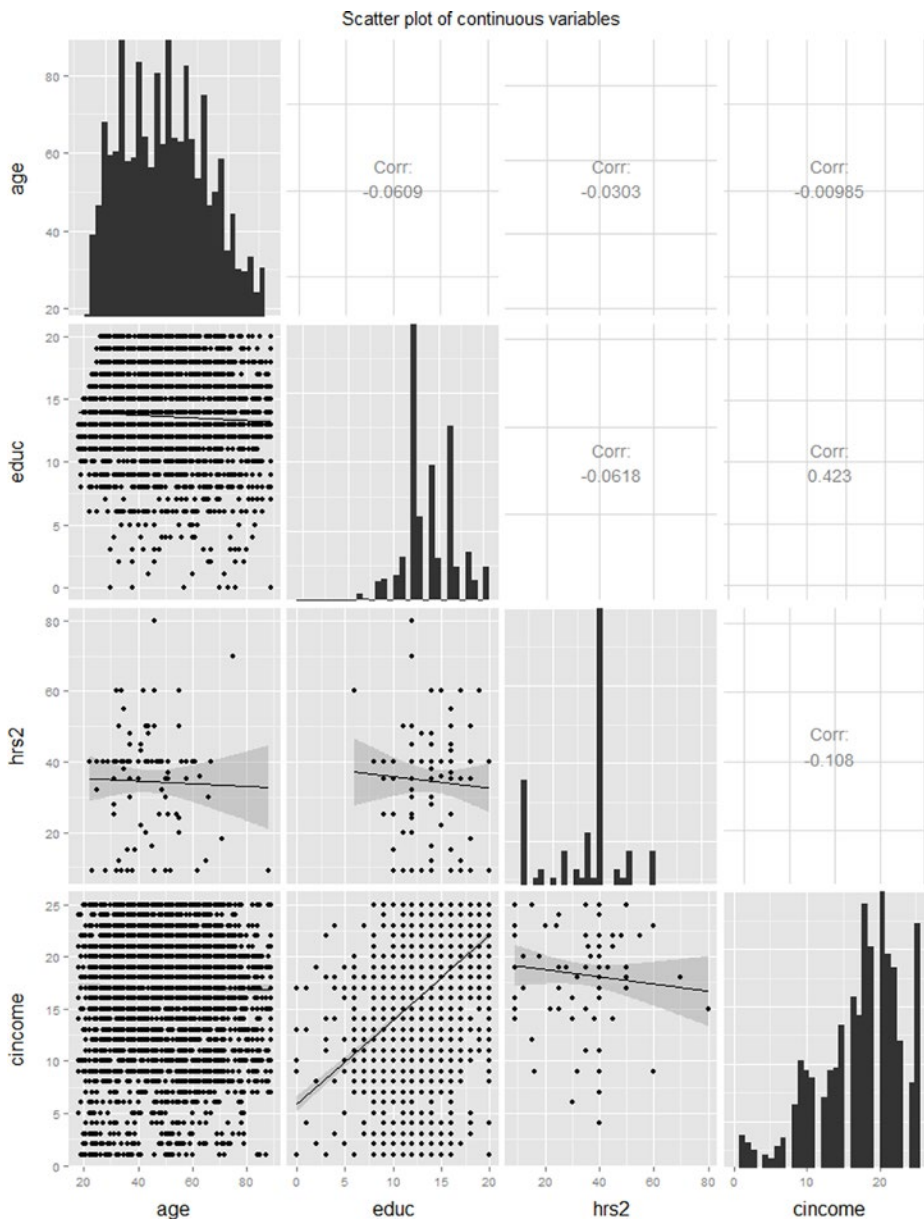 Scatter plot of continuous variables
age
80
60
40
20
Corr:
-0.0609
Corr:
-0.0303
Corr:
-0.00985
educ
20
15
10
5
0
Corr:
-0.0618
Corr:
0.423
hrs2
80
60
40
20
Corr:
-0.108
cincome
25
20
15
10
5
0
20 40 60 80
0 5 10 15 20
20 40 60 80
0 10 20
age educ hrs2 cincome